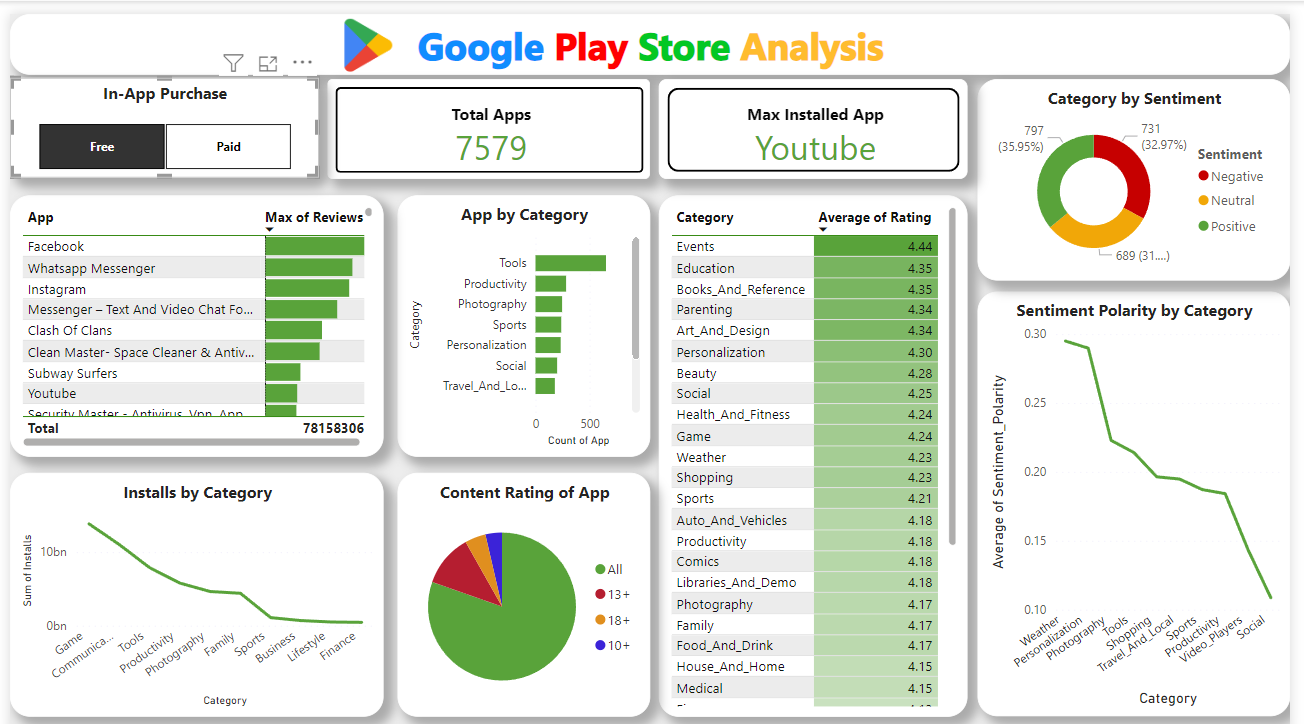 Google Play Store Analysis
In-App Purchase
Free
Paid
Total Apps
7579
Max Installed App
Youtube
Category by Sentiment
797
(35.95%)
731
(32.97%)
689 (31....)
Sentiment
Negative
Neutral
Positive
App Max of Reviews
Facebook
Whatsapp Messenger
Instagram
Messenger – Text And Video Chat Fo...
Clash Of Clans
Clean Master- Space Cleaner & Antiv...
Subway Surfers
Youtube
Security Master - Antivirus, Vpn, App
Total 78158306
App by Category
Category
Tools
Productivity
Photography
Sports
Personalization
Social
Travel_And_Lo...
0 500
Count of App
Category Average of Rating
Events 4.44
Education 4.35
Books_And_Reference 4.35
Parenting 4.34
Art_And_Design 4.34
Personalization 4.30
Beauty 4.28
Social 4.25
Health_And_Fitness 4.24
Game 4.24
Weather 4.23
Shopping 4.23
Sports 4.21
Auto_And_Vehicles 4.18
Productivity 4.18
Comics 4.18
Libraries_And_Demo 4.18
Photography 4.17
Family 4.17
Food_And_Drink 4.17
House_And_Home 4.15
Medical 4.15
Sentiment Polarity by Category
Average of Sentiment_Polarity
0.30
0.25
0.20
0.15
0.10
Weather
Personalization
Photography
Tools
Shopping
Travel_And_Local
Sports
Productivity
Video_Players
Social
Category
Installs by Category
Sum of Installs
10bn
0bn
Game
Communica...
Tools
Productivity
Photography
Family
Sports
Business
Lifestyle
Finance
Category
Content Rating of App
All
13+
18+
10+